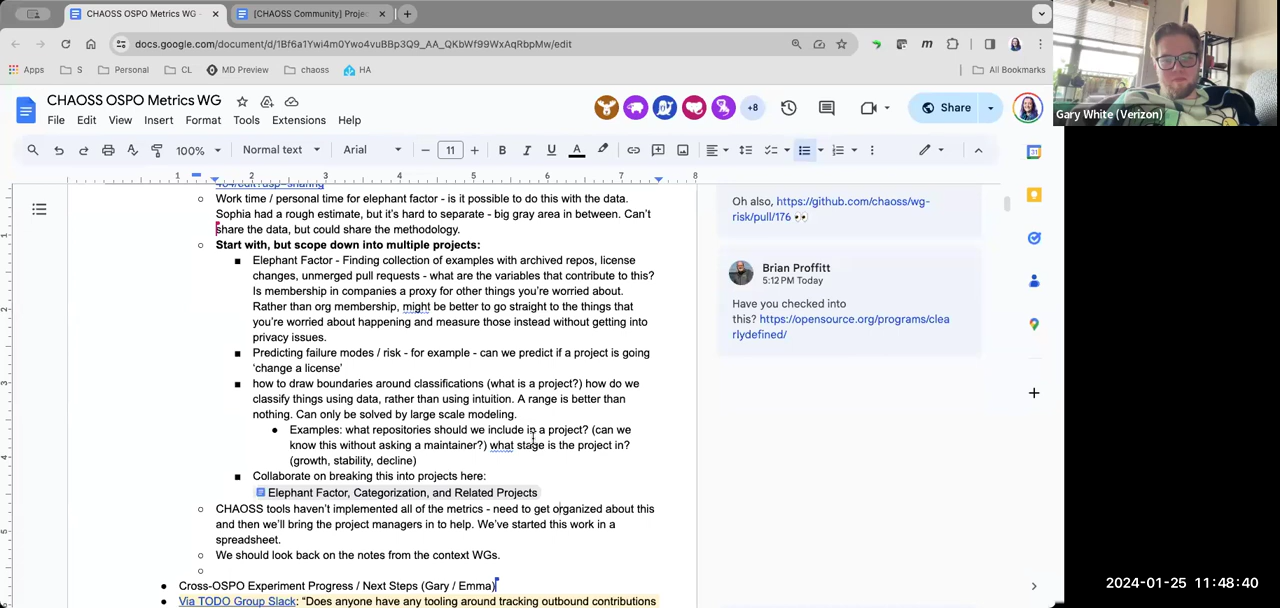 CHAOSS OSPO Metrics WG -
[CHAOSS Community] Projec
docs.google.com/document/d/1Bf6a1Ywi4m0Ywo4vuBBp3Q9_AA_QKbWf99WxAqRbpMw/edit
Apps
S
Personal
CL
MD Preview
chaoss
HA
All Bookmarks
Gary White (Verizon)
CHAOSS OSPO Metrics WG
+8
Share
File Edit View Insert Format Tools Extensions Help
100%
Normal text
Arial
11
B I U A
1 2 3 4 5 6 7 8
Work time / personal time for elephant factor - is it possible to do this with the data.
Sophia had a rough estimate, but it's hard to separate - big gray area in between. Can't
share the data, but could share the methodology.
Start with, but scope down into multiple projects:
Elephant Factor - Finding collection of examples with archived repos, license
changes, unmerged pull requests - what are the variables that contribute to this?
Is membership in companies a proxy for other things you're worried about.
Rather than org membership, might be better to go straight to the things that
you're worried about happening and measure those instead without getting into
privacy issues.
Predicting failure modes / risk - for example - can we predict if a project is going
'change a license'
how to draw boundaries around classifications (what is a project?) how do we
classify things using data, rather than using intuition. A range is better than
nothing. Can only be solved by large scale modeling.
Examples: what repositories should we include in a project? (can we
know this without asking a maintainer?) what stage is the project in?
(growth, stability, decline)
Collaborate on breaking this into projects here:
Elephant Factor, Categorization, and Related Projects
CHAOSS tools haven't implemented all of the metrics - need to get organized about this
and then we'll bring the project managers in to help. We've started this work in a
spreadsheet.
We should look back on the notes from the context WGs.
Cross-OSPO Experiment Progress / Next Steps (Gary / Emma)
Via TODO Group Slack: "Does anyone have any tooling around tracking outbound contributions
Oh also, https://github.com/chaoss/wg-
risk/pull/176 👀
Brian Proffitt
5:12 PM Today
Have you checked into
this? https://opensource.org/programs/clea
rlydefined/
2024-01-25 11:48:40